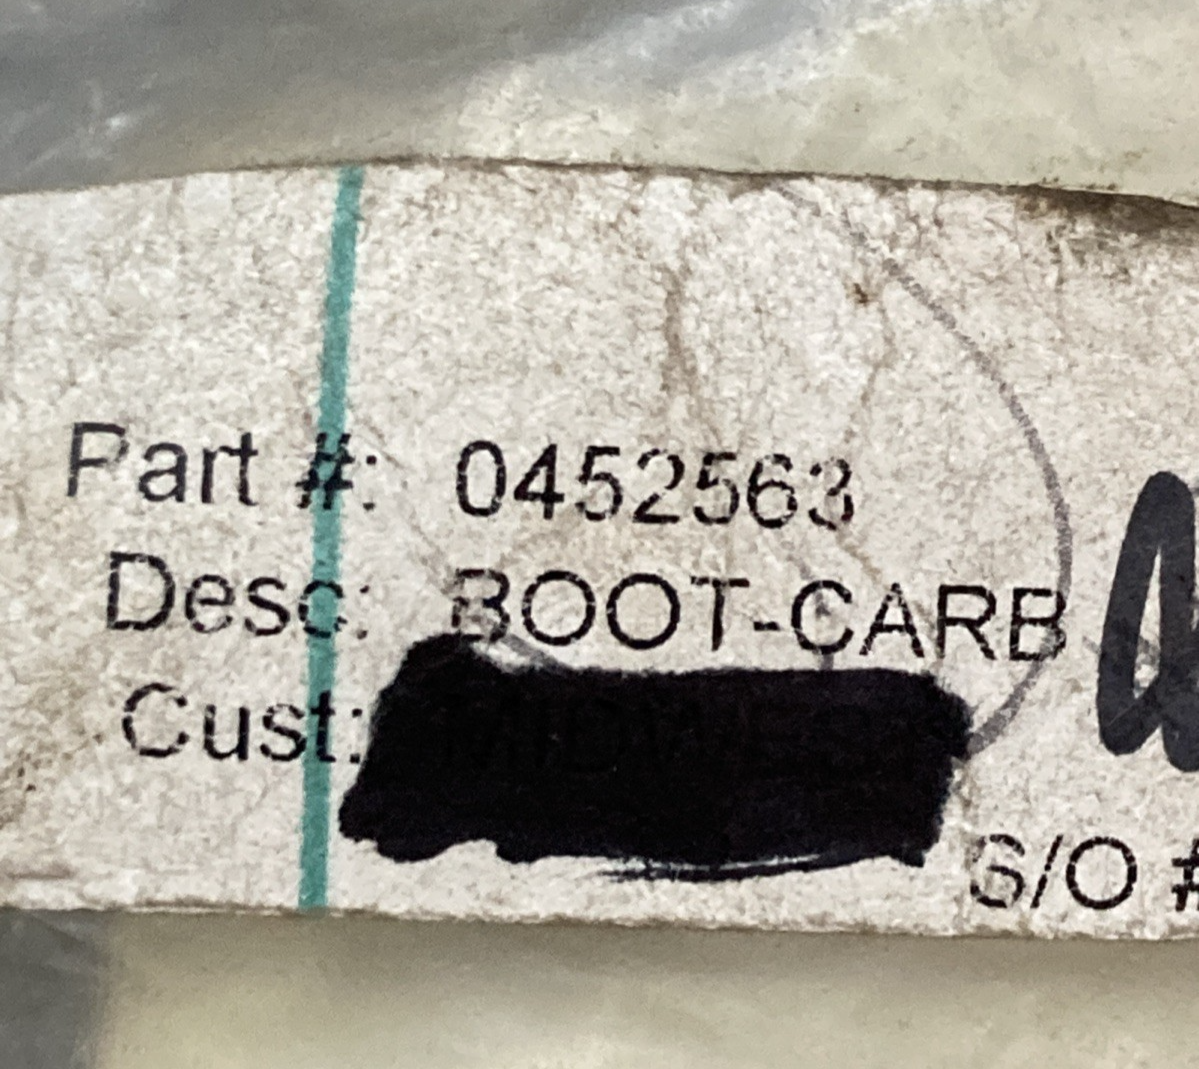 Part #: 0452563
Desc: BOOT-CARB
Cust:
S/O #